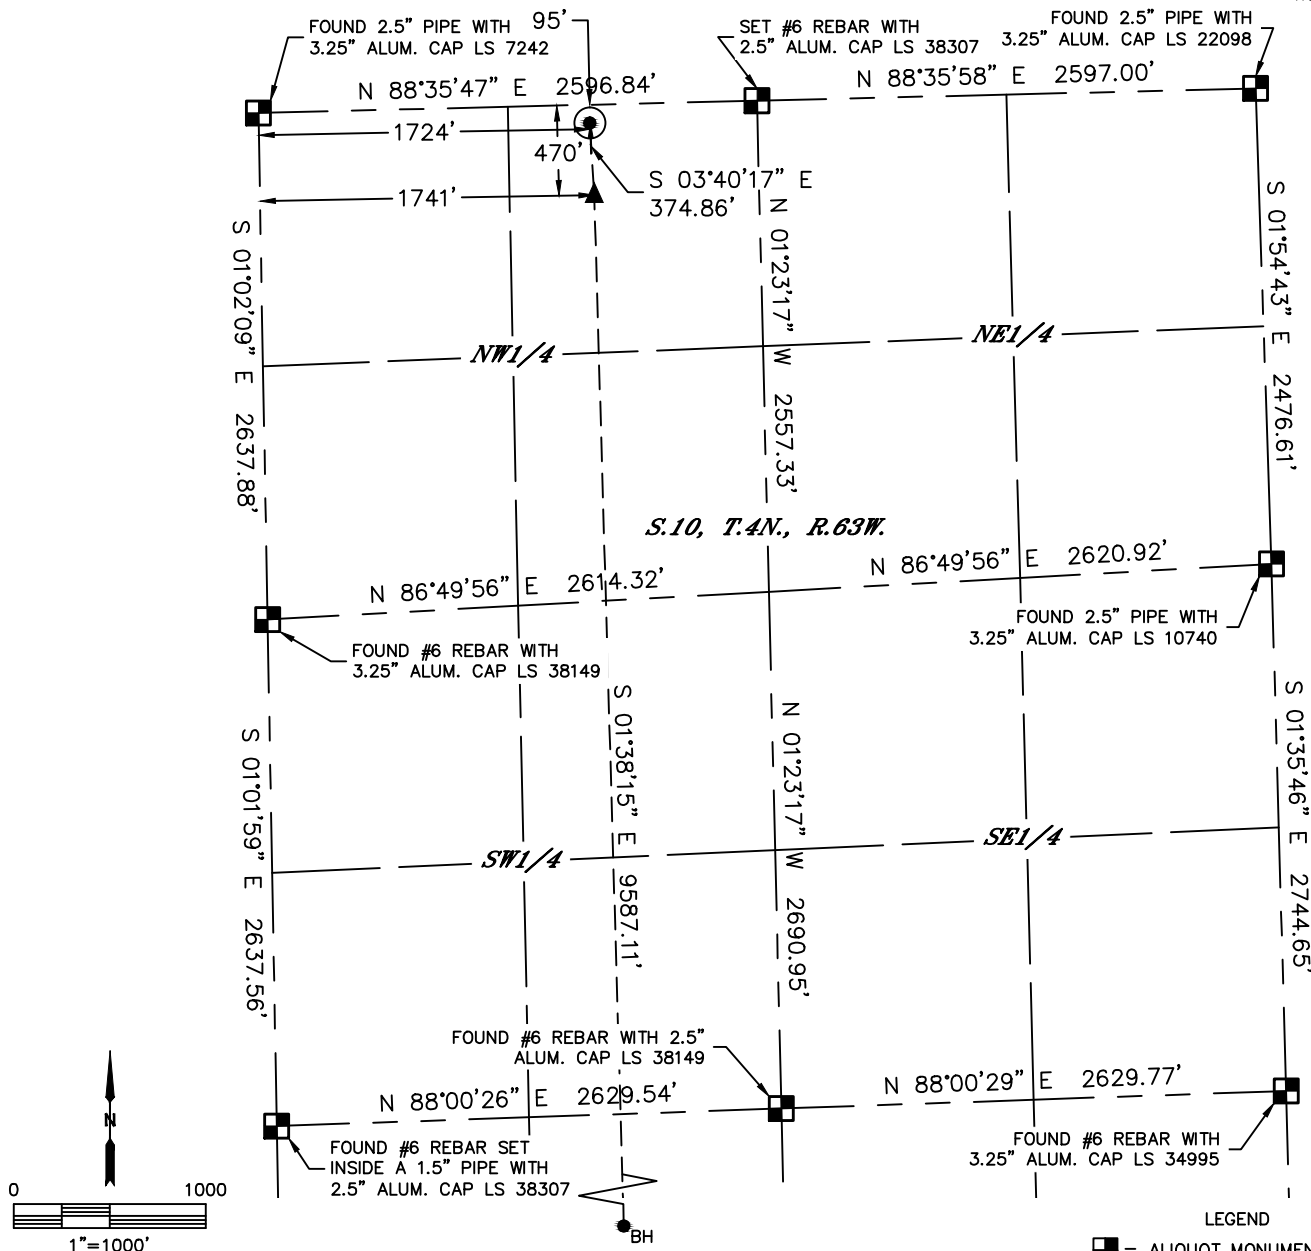 FOUND 2.5" PIPE WITH
3.25" ALUM. CAP LS 7242
95'
SET #6 REBAR WITH
2.5" ALUM. CAP LS 38307
FOUND 2.5" PIPE WITH
3.25" ALUM. CAP LS 22098
N 88°35'47" E 2596.84'
N 88°35'58" E 2597.00'
1724'
470'
S 03°40'17" E
374.86'
1741'
S 01°02'09" E 2637.88'
N 01°23'17" W 2557.33'
S 01°54'43" E 2476.61'
NW1/4
NE1/4
S.10, T.4N., R.63W.
N 86°49'56" E 2614.32'
N 86°49'56" E 2620.92'
FOUND 2.5" PIPE WITH
3.25" ALUM. CAP LS 10740
FOUND #6 REBAR WITH
3.25" ALUM. CAP LS 38149
S 01°01'59" E 2637.56'
S 01°38'15" E 9587.11'
N 01°23'17" W 2690.95'
S 01°35'46" E 2744.65'
SW1/4
SE1/4
FOUND #6 REBAR WITH 2.5"
ALUM. CAP LS 38149
N 88°00'26" E 2629.54'
N 88°00'29" E 2629.77'
N
FOUND #6 REBAR SET
INSIDE A 1.5" PIPE WITH
2.5" ALUM. CAP LS 38307
FOUND #6 REBAR WITH
3.25" ALUM. CAP LS 34995
0 1000
1"=1000'
BH
LEGEND
= ALIQUOT MONUMEN